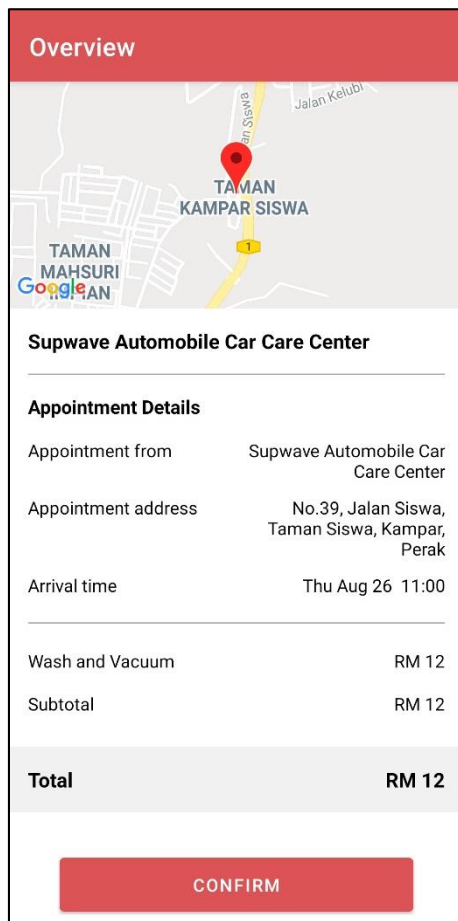 Overview
Jalan Kelubi
Siswa
TAMAN
KAMPAR SISWA
1
TAMAN
MAHSURI
Google
Supwave Automobile Car Care Center
Appointment Details
Appointment from Supwave Automobile Car
Care Center
Appointment address No.39, Jalan Siswa,
Taman Siswa, Kampar,
Perak
Arrival time Thu Aug 26 11:00
Wash and Vacuum RM 12
Subtotal RM 12
Total RM 12
CONFIRM